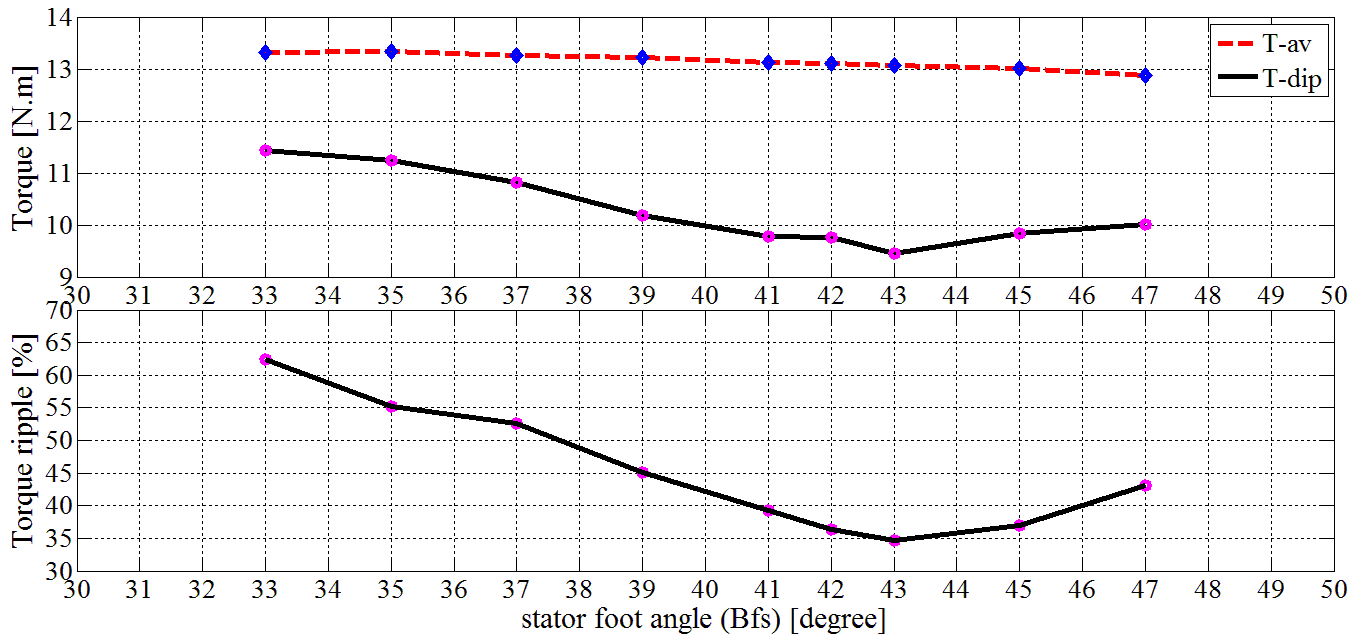 14
13
12
11
10
9
Torque [N.m]
T-av
T-dip
30 31 32 33 34 35 36 37 38 39 40 41 42 43 44 45 46 47 48 49 50
70
65
60
55
50
45
40
35
30
Torque ripple [%]
30 31 32 33 34 35 36 37 38 39 40 41 42 43 44 45 46 47 48 49 50
stator foot angle (Bfs) [degree]